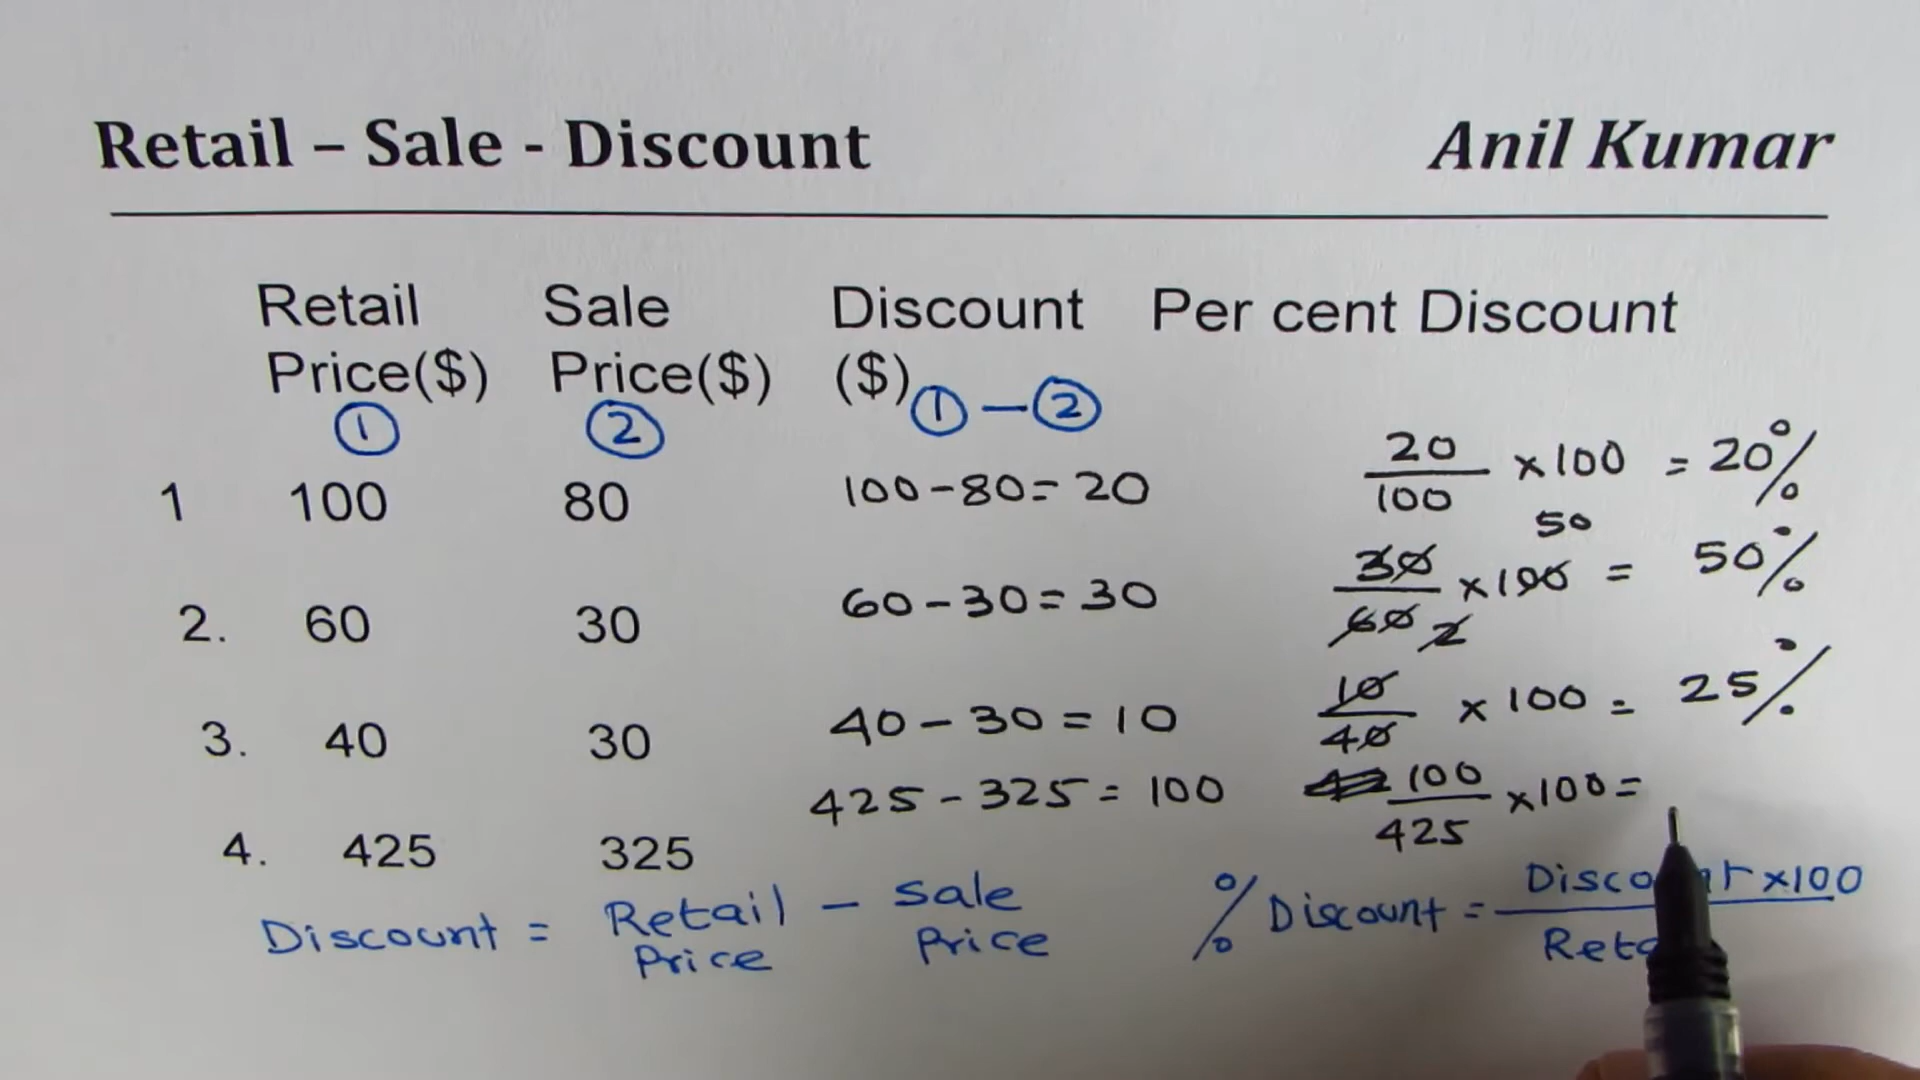 Retail – Sale - Discount Anil Kumar
Retail Sale Discount Per cent Discount
Price($) Price($) ($) ① — ②
① ②
1 100 80 100-80= 20 20/100 ×100 = 20%
50
2. 60 30 60-30=30 30/60 2 ×100 = 50%
3. 40 30 40-30=10 10/40 × 100 = 25%
4. 425 325 425-325= 100 100/425 ×100=
Discount = Retail Price — Sale Price
% Discount = ×100